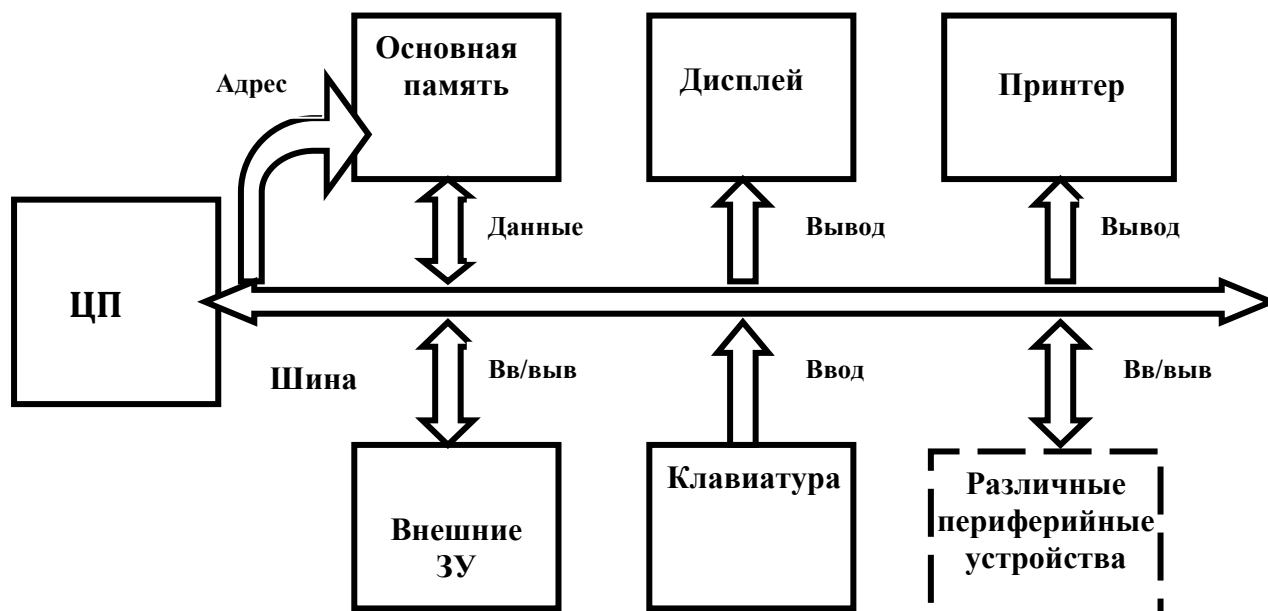 Основная
память
Адрес
Дисплей
Принтер
Данные
Вывод
Вывод
ЦП
Шина
Вв/выв
Ввод
Вв/выв
Внешние
ЗУ
Клавиатура
Различные
периферийные
устройства